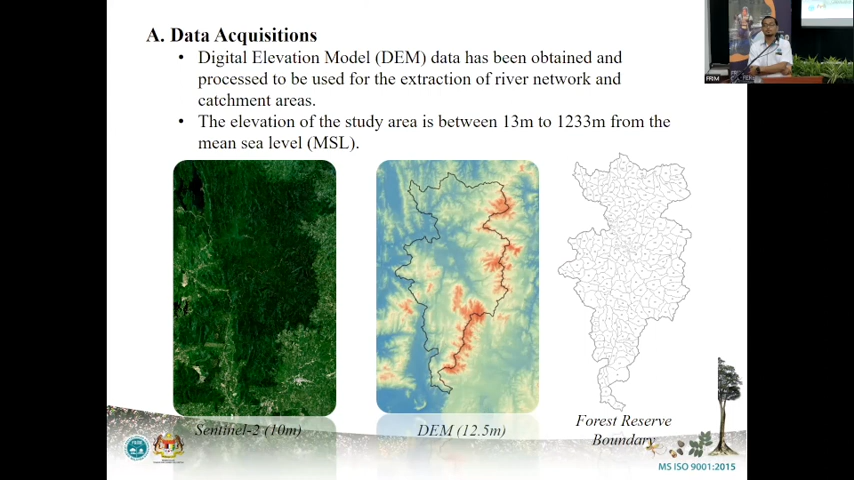 A. Data Acquisitions
• Digital Elevation Model (DEM) data has been obtained and
processed to be used for the extraction of river network and
catchment areas.
• The elevation of the study area is between 13m to 1233m from the
mean sea level (MSL).
Sentinel-2 (10m)
DEM (12.5m)
Forest Reserve
Boundary
MS ISO 9001:2015
FRIM